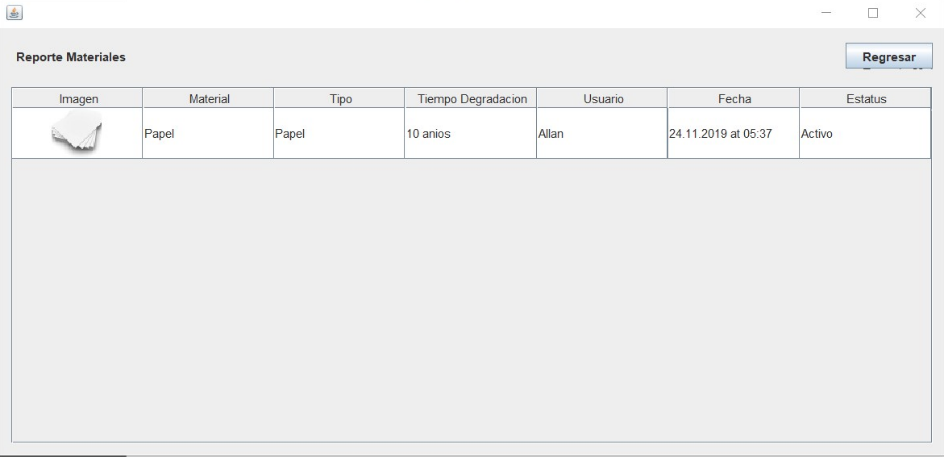 Reporte Materiales
Regresar
Imagen Material Tipo Tiempo Degradacion Usuario Fecha Estatus
Papel Papel 10 anios Allan 24.11.2019 at 05:37 Activo